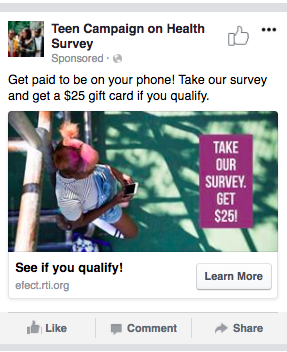 Teen Campaign on Health
Survey
Sponsored ·
Get paid to be on your phone! Take our survey
and get a $25 gift card if you qualify.
TAKE
OUR
SURVEY.
GET
$25!
See if you qualify!
efect.rti.org
Learn More
Like Comment Share